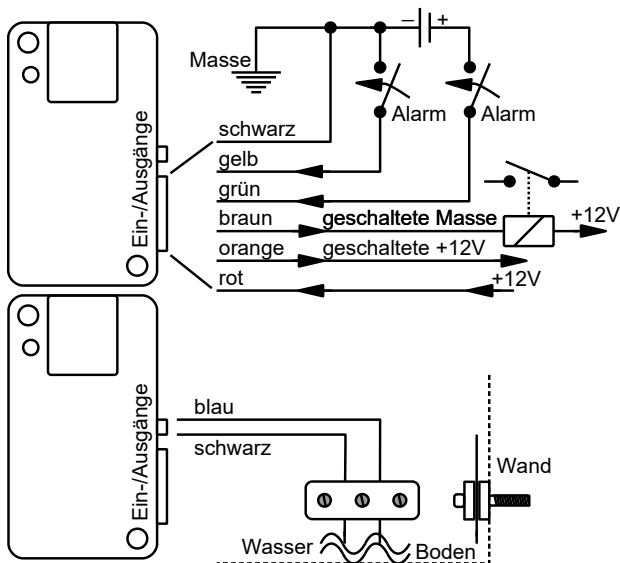 – +
Masse
Alarm
Alarm
schwarz
gelb
grün
braun geschaltete Masse +12V
orange geschaltete +12V
rot +12V
Ein-/Ausgänge
blau
schwarz
Wand
Ein-/Ausgänge
Wasser Boden